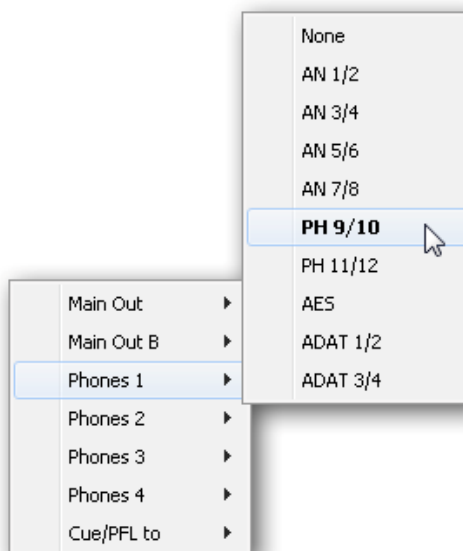 None
AN 1/2
AN 3/4
AN 5/6
AN 7/8
PH 9/10
PH 11/12
AES
ADAT 1/2
ADAT 3/4
Main Out
Main Out B
Phones 1
Phones 2
Phones 3
Phones 4
Cue/PFL to